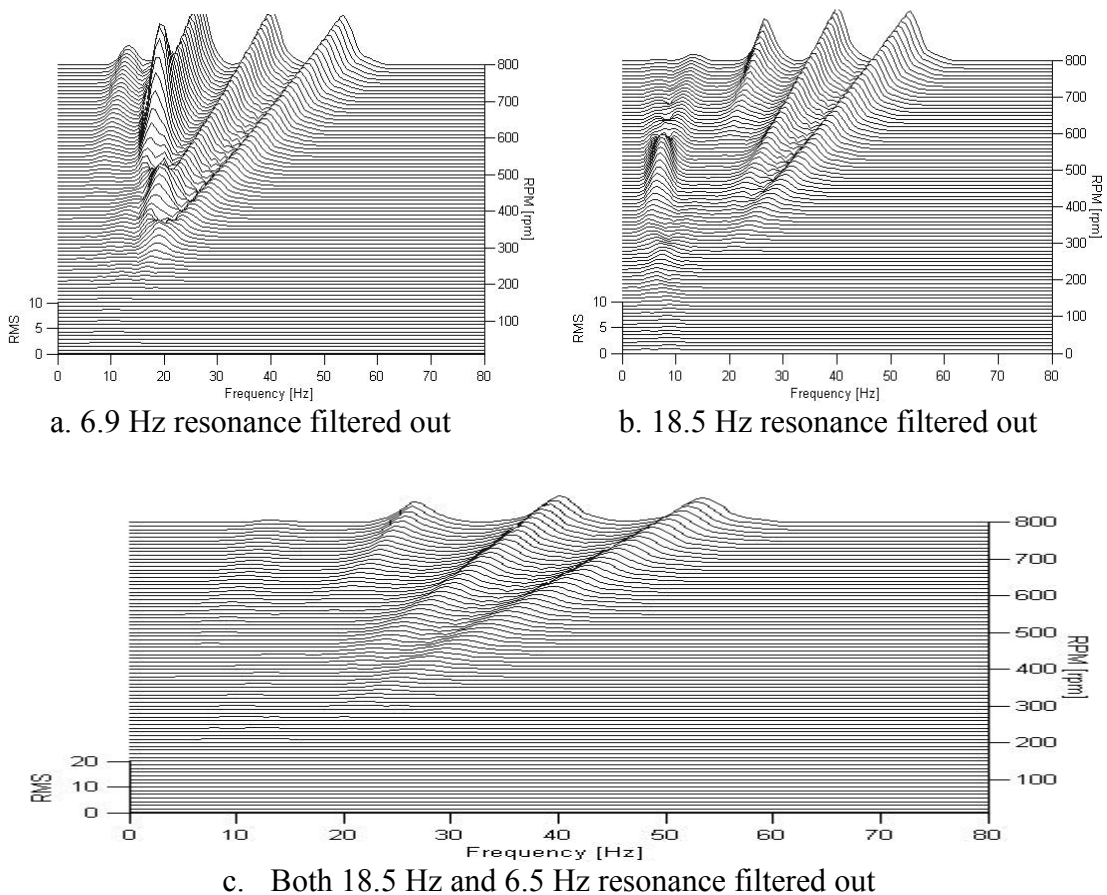 800
700
600
500
400
300
200
100
RPM [rpm]
10
5
0
RMS
0 10 20 30 40 50 60 70 80
Frequency [Hz]
a. 6.9 Hz resonance filtered out
800
700
600
500
400
300
200
100
0
RPM [rpm]
10
5
0
RMS
0 10 20 30 40 50 60 70 80
Frequency [Hz]
b. 18.5 Hz resonance filtered out
800
700
600
500
400
300
200
100
RPM [rpm]
20
10
0
RMS
0 10 20 30 40 50 60 70 80
Frequency [Hz]
c. Both 18.5 Hz and 6.5 Hz resonance filtered out